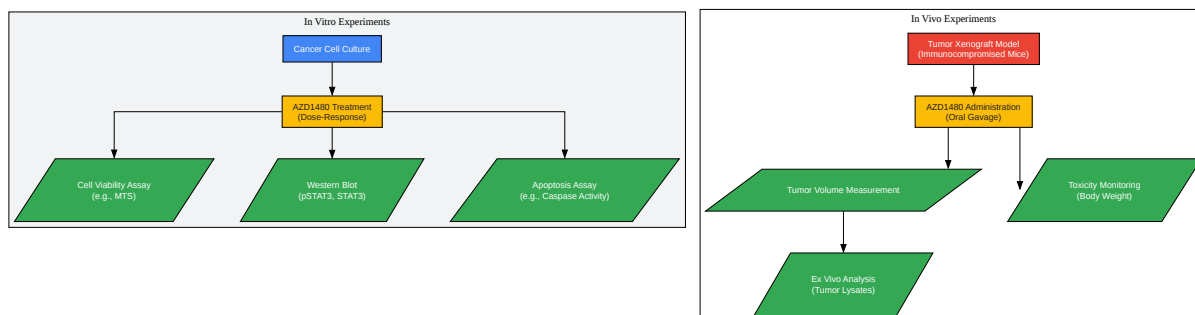 In Vitro Experiments
Cancer Cell Culture
AZD1480 Treatment
(Dose-Response)
Cell Viability Assay
(e.g., MTS)
Western Blot
(pSTAT3, STAT3)
Apoptosis Assay
(e.g., Caspase Activity)
In Vivo Experiments
Tumor Xenograft Model
(Immunocompromised Mice)
AZD1480 Administration
(Oral Gavage)
Tumor Volume Measurement
Toxicity Monitoring
(Body Weight)
Ex Vivo Analysis
(Tumor Lysates)